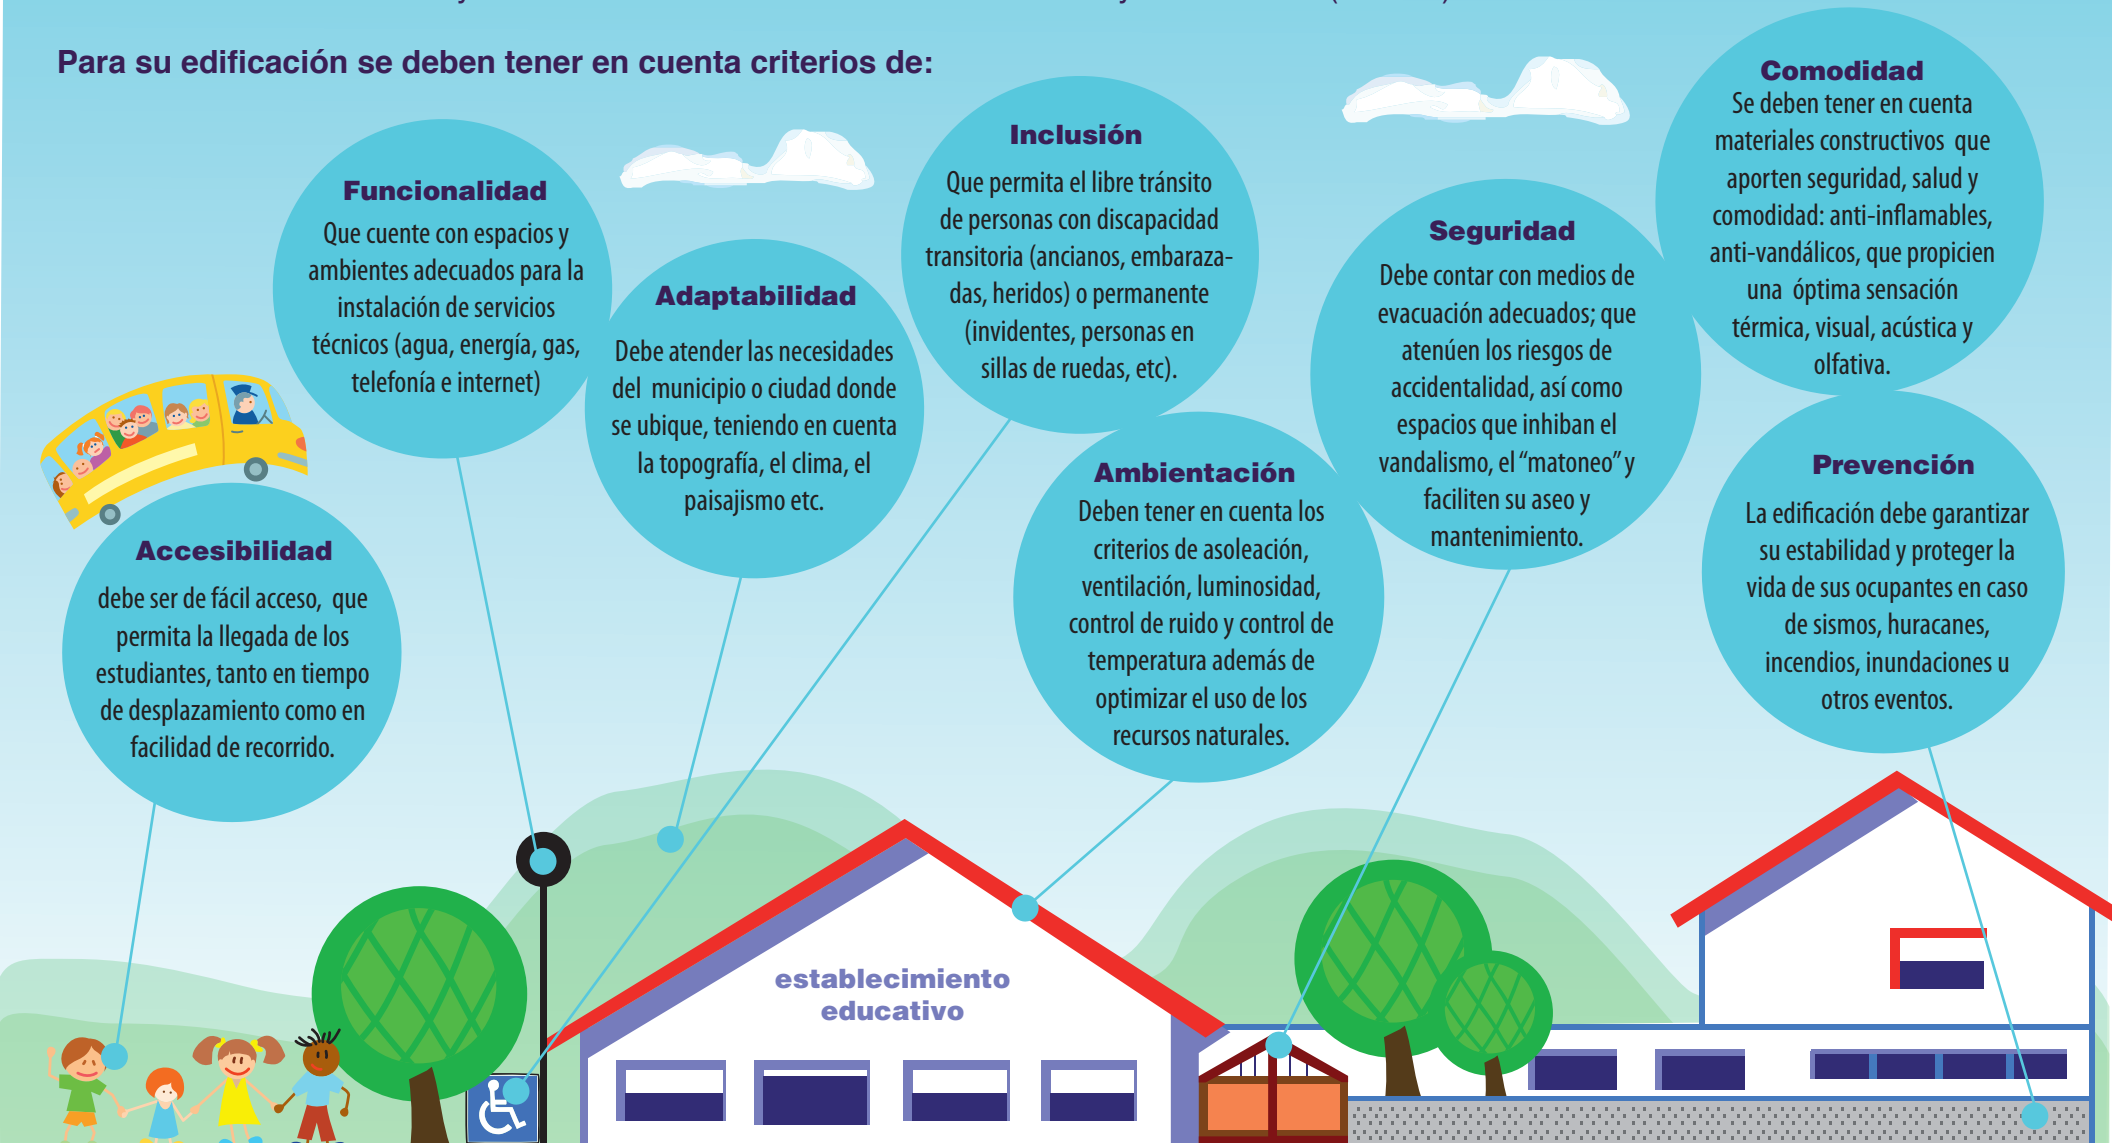 Para su edificación se deben tener en cuenta criterios de:
Accesibilidad
debe ser de fácil acceso, que
permita la llegada de los
estudiantes, tanto en tiempo
de desplazamiento como en
facilidad de recorrido.
Funcionalidad
Que cuente con espacios y
ambientes adecuados para la
instalación de servicios
técnicos (agua, energía, gas,
telefonía e internet)
Adaptabilidad
Debe atender las necesidades
del municipio o ciudad donde
se ubique, teniendo en cuenta
la topografía, el clima, el
paisajismo etc.
Inclusión
Que permita el libre tránsito
de personas con discapacidad
transitoria (ancianos, embaraza-
das, heridos) o permanente
(invidentes, personas en
sillas de ruedas, etc).
Ambientación
Deben tener en cuenta los
criterios de asoleación,
ventilación, luminosidad,
control de ruido y control de
temperatura además de
optimizar el uso de los
recursos naturales.
Seguridad
Debe contar con medios de
evacuación adecuados; que
atenúen los riesgos de
accidentalidad, así como
espacios que inhiban el
vandalismo, el “matoneo” y
faciliten su aseo y
mantenimiento.
Comodidad
Se deben tener en cuenta
materiales constructivos que
aporten seguridad, salud y
comodidad: anti-inflamables,
anti-vandálicos, que propicien
una óptima sensación
térmica, visual, acústica y
olfativa.
Prevención
La edificación debe garantizar
su estabilidad y proteger la
vida de sus ocupantes en caso
de sismos, huracanes,
incendios, inundaciones u
otros eventos.
establecimiento
educativo